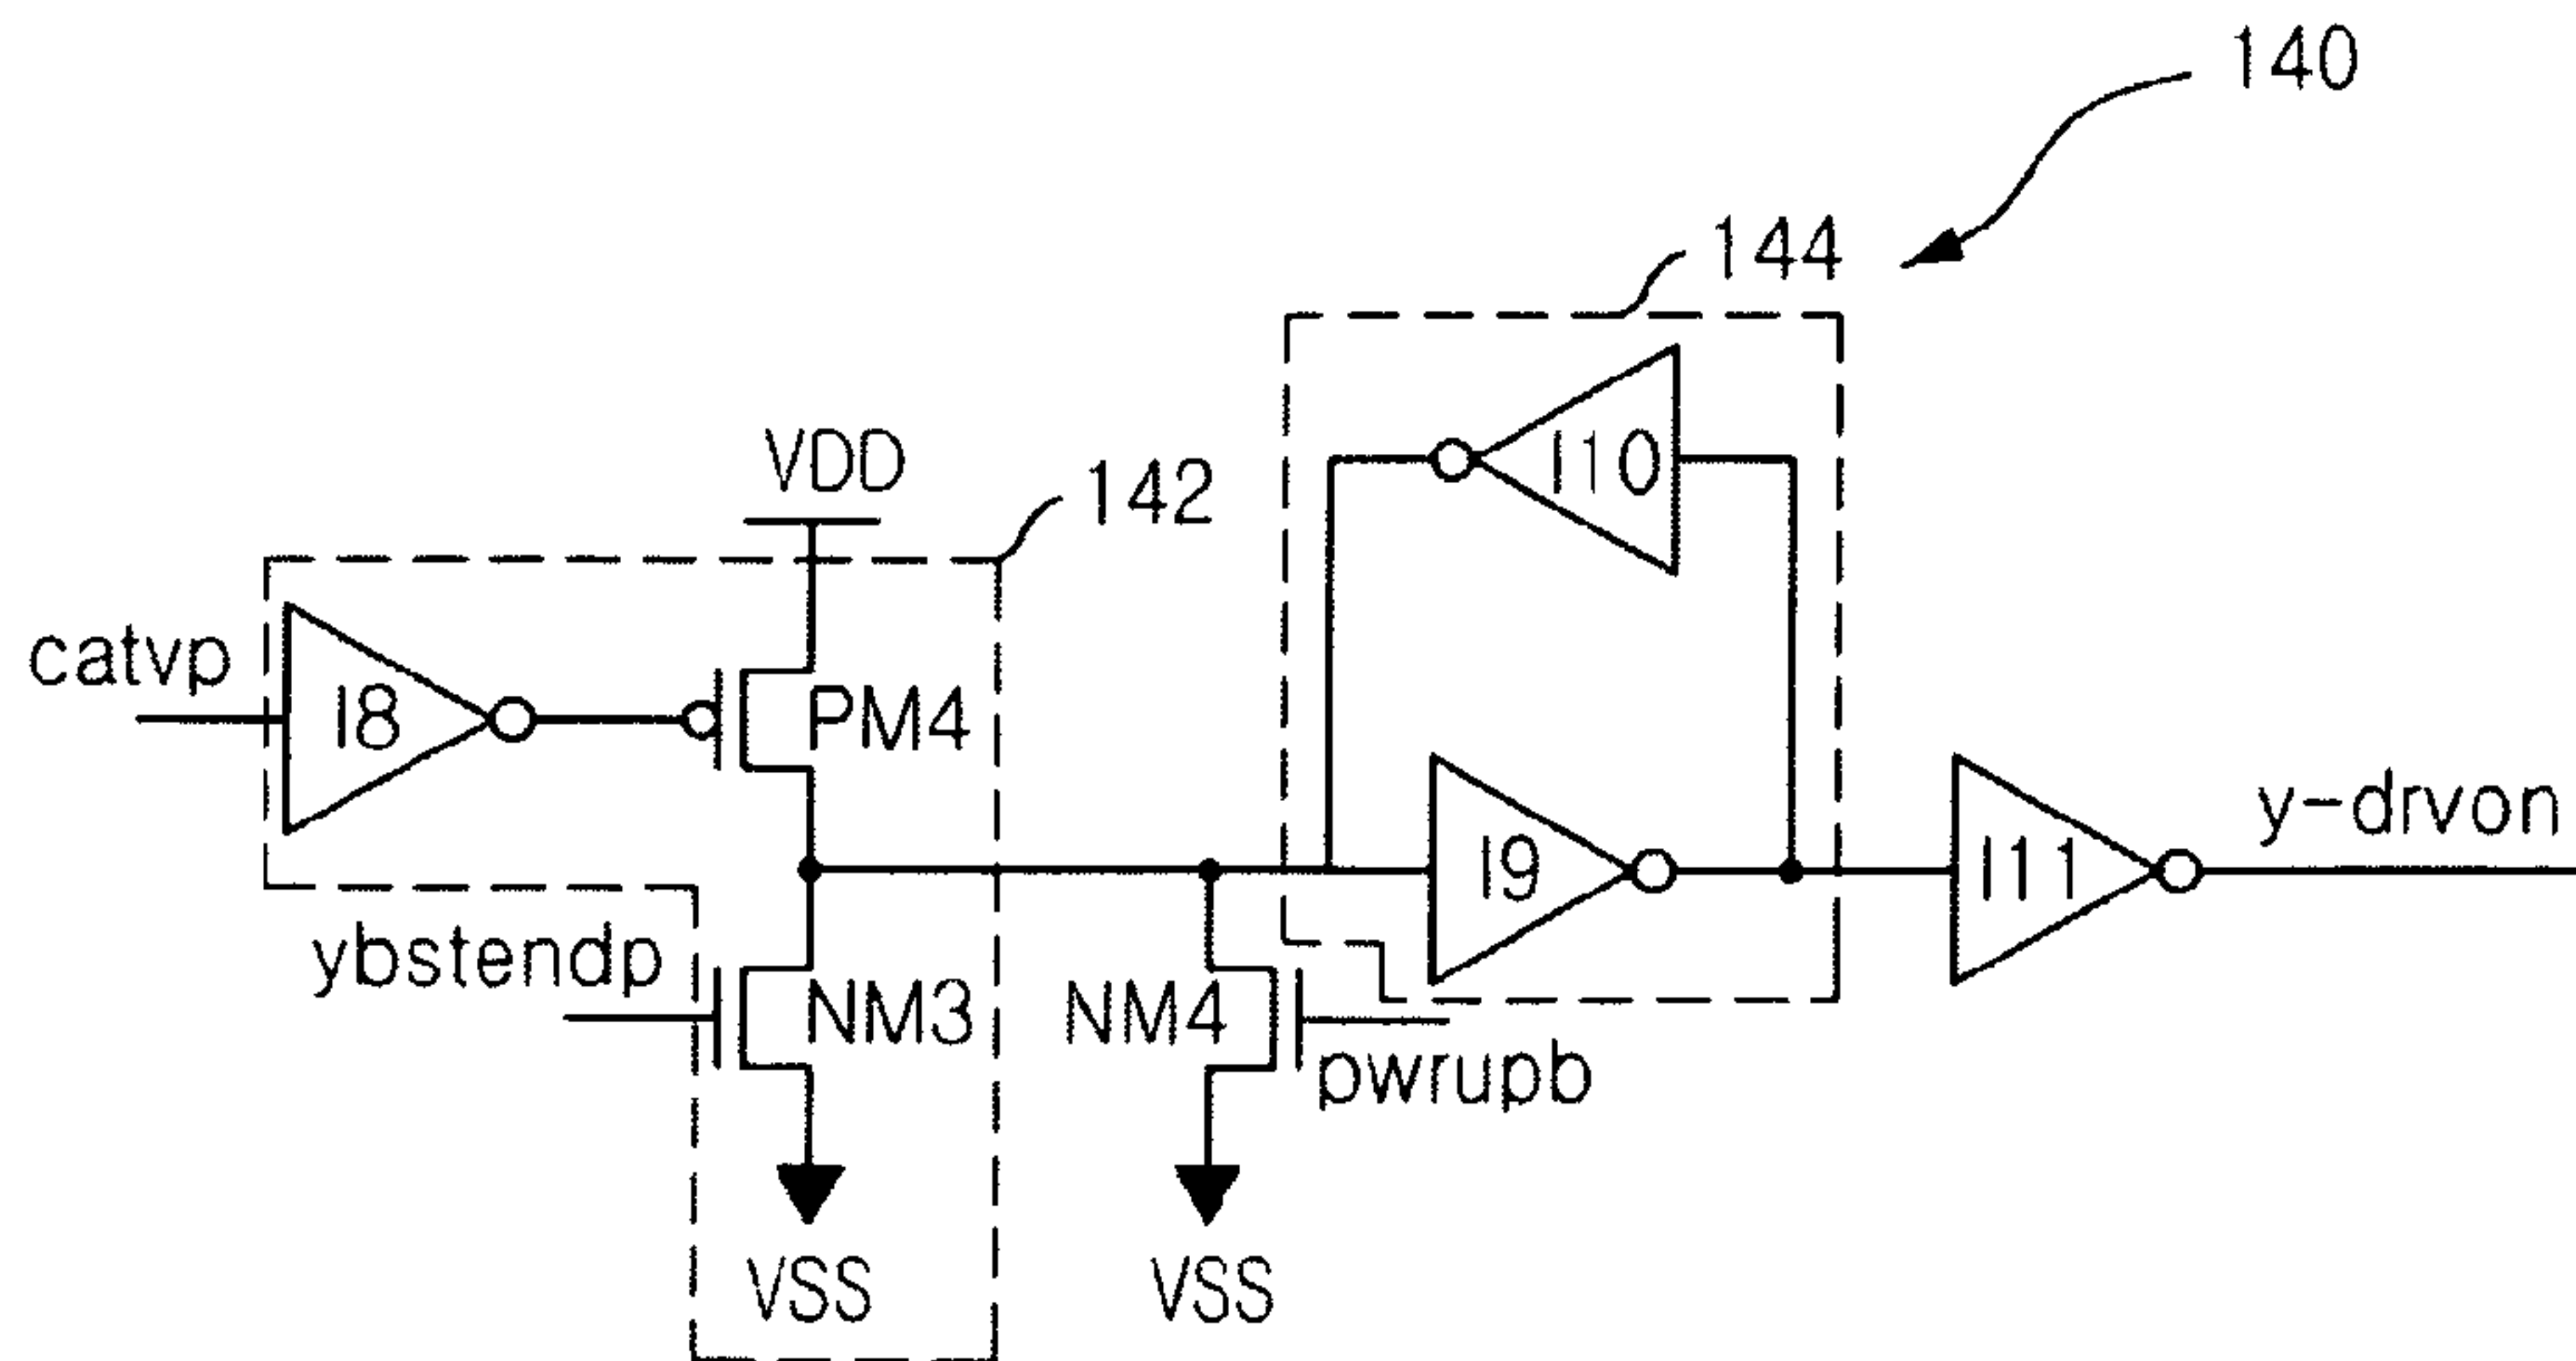 140
144
VDD
142
I10
catvp
I8
PM4
y-drvon
I9
I11
ybstendp
NM3
NM4
pwrupb
VSS
VSS